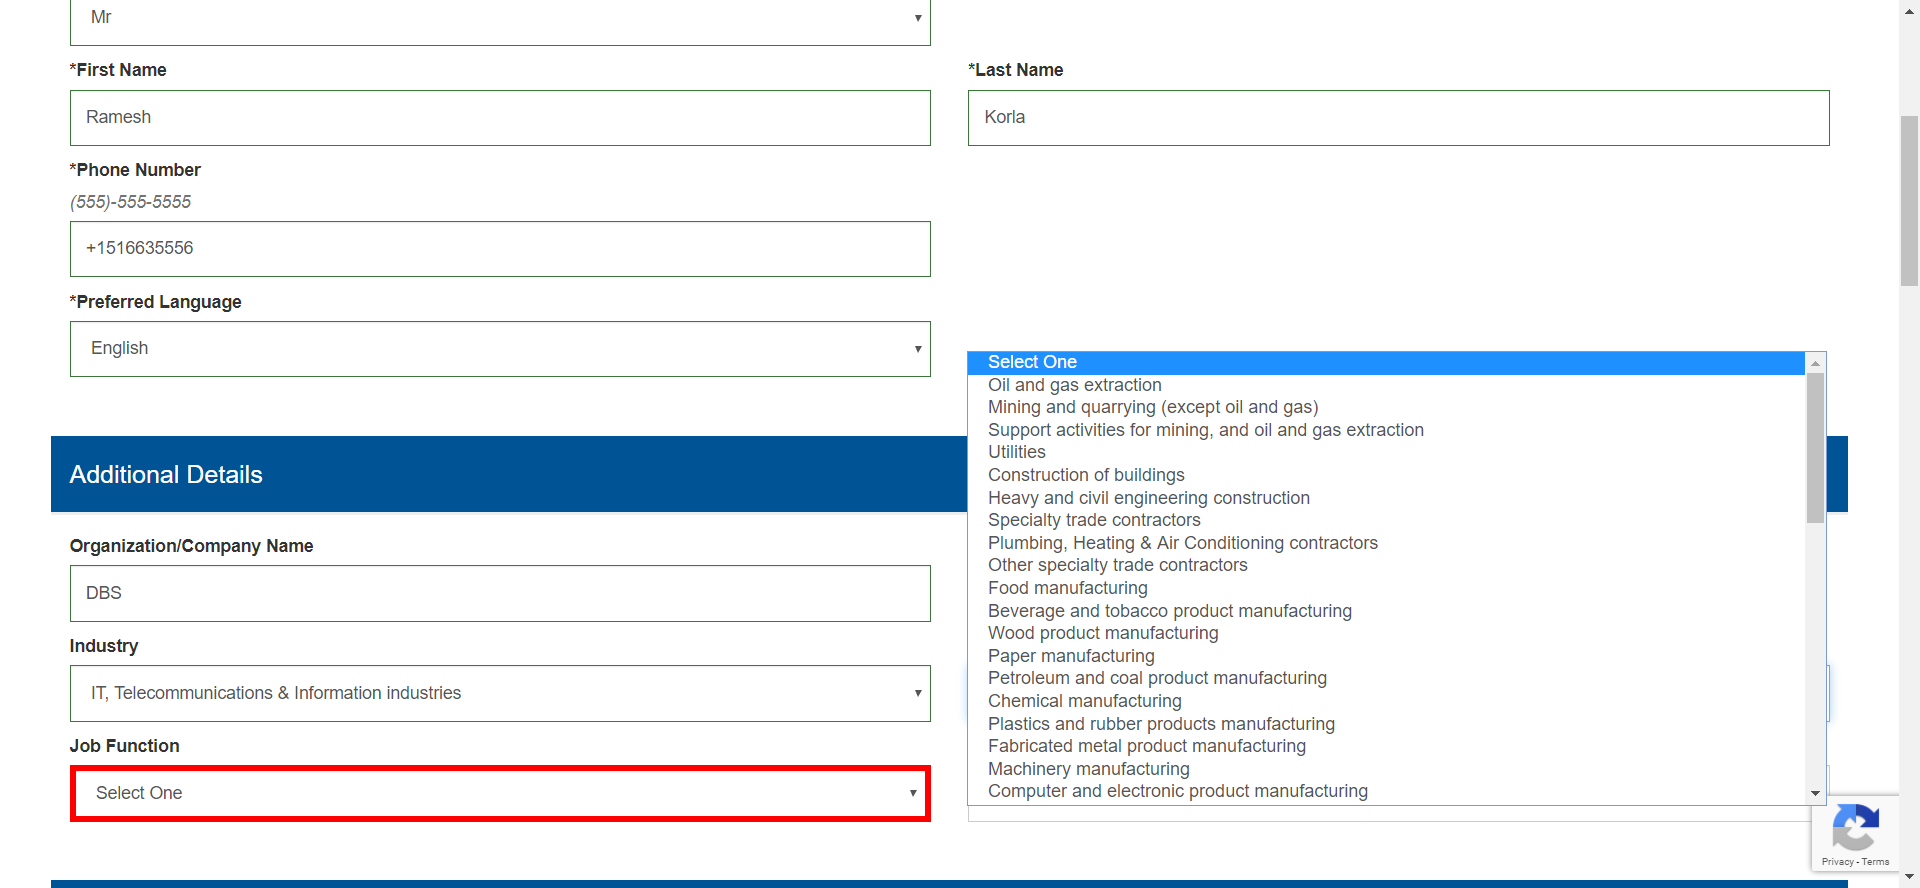 Mr
*First Name
*Last Name
Ramesh
Korla
*Phone Number
(555)-555-5555
+1516635556
*Preferred Language
English
Select One
Oil and gas extraction
Mining and quarrying (except oil and gas)
Support activities for mining, and oil and gas extraction
Utilities
Construction of buildings
Heavy and civil engineering construction
Specialty trade contractors
Plumbing, Heating & Air Conditioning contractors
Other specialty trade contractors
Food manufacturing
Beverage and tobacco product manufacturing
Wood product manufacturing
Paper manufacturing
Petroleum and coal product manufacturing
Chemical manufacturing
Plastics and rubber products manufacturing
Fabricated metal product manufacturing
Machinery manufacturing
Computer and electronic product manufacturing
Additional Details
Organization/Company Name
DBS
Industry
IT, Telecommunications & Information industries
Job Function
Select One
Privacy - Terms